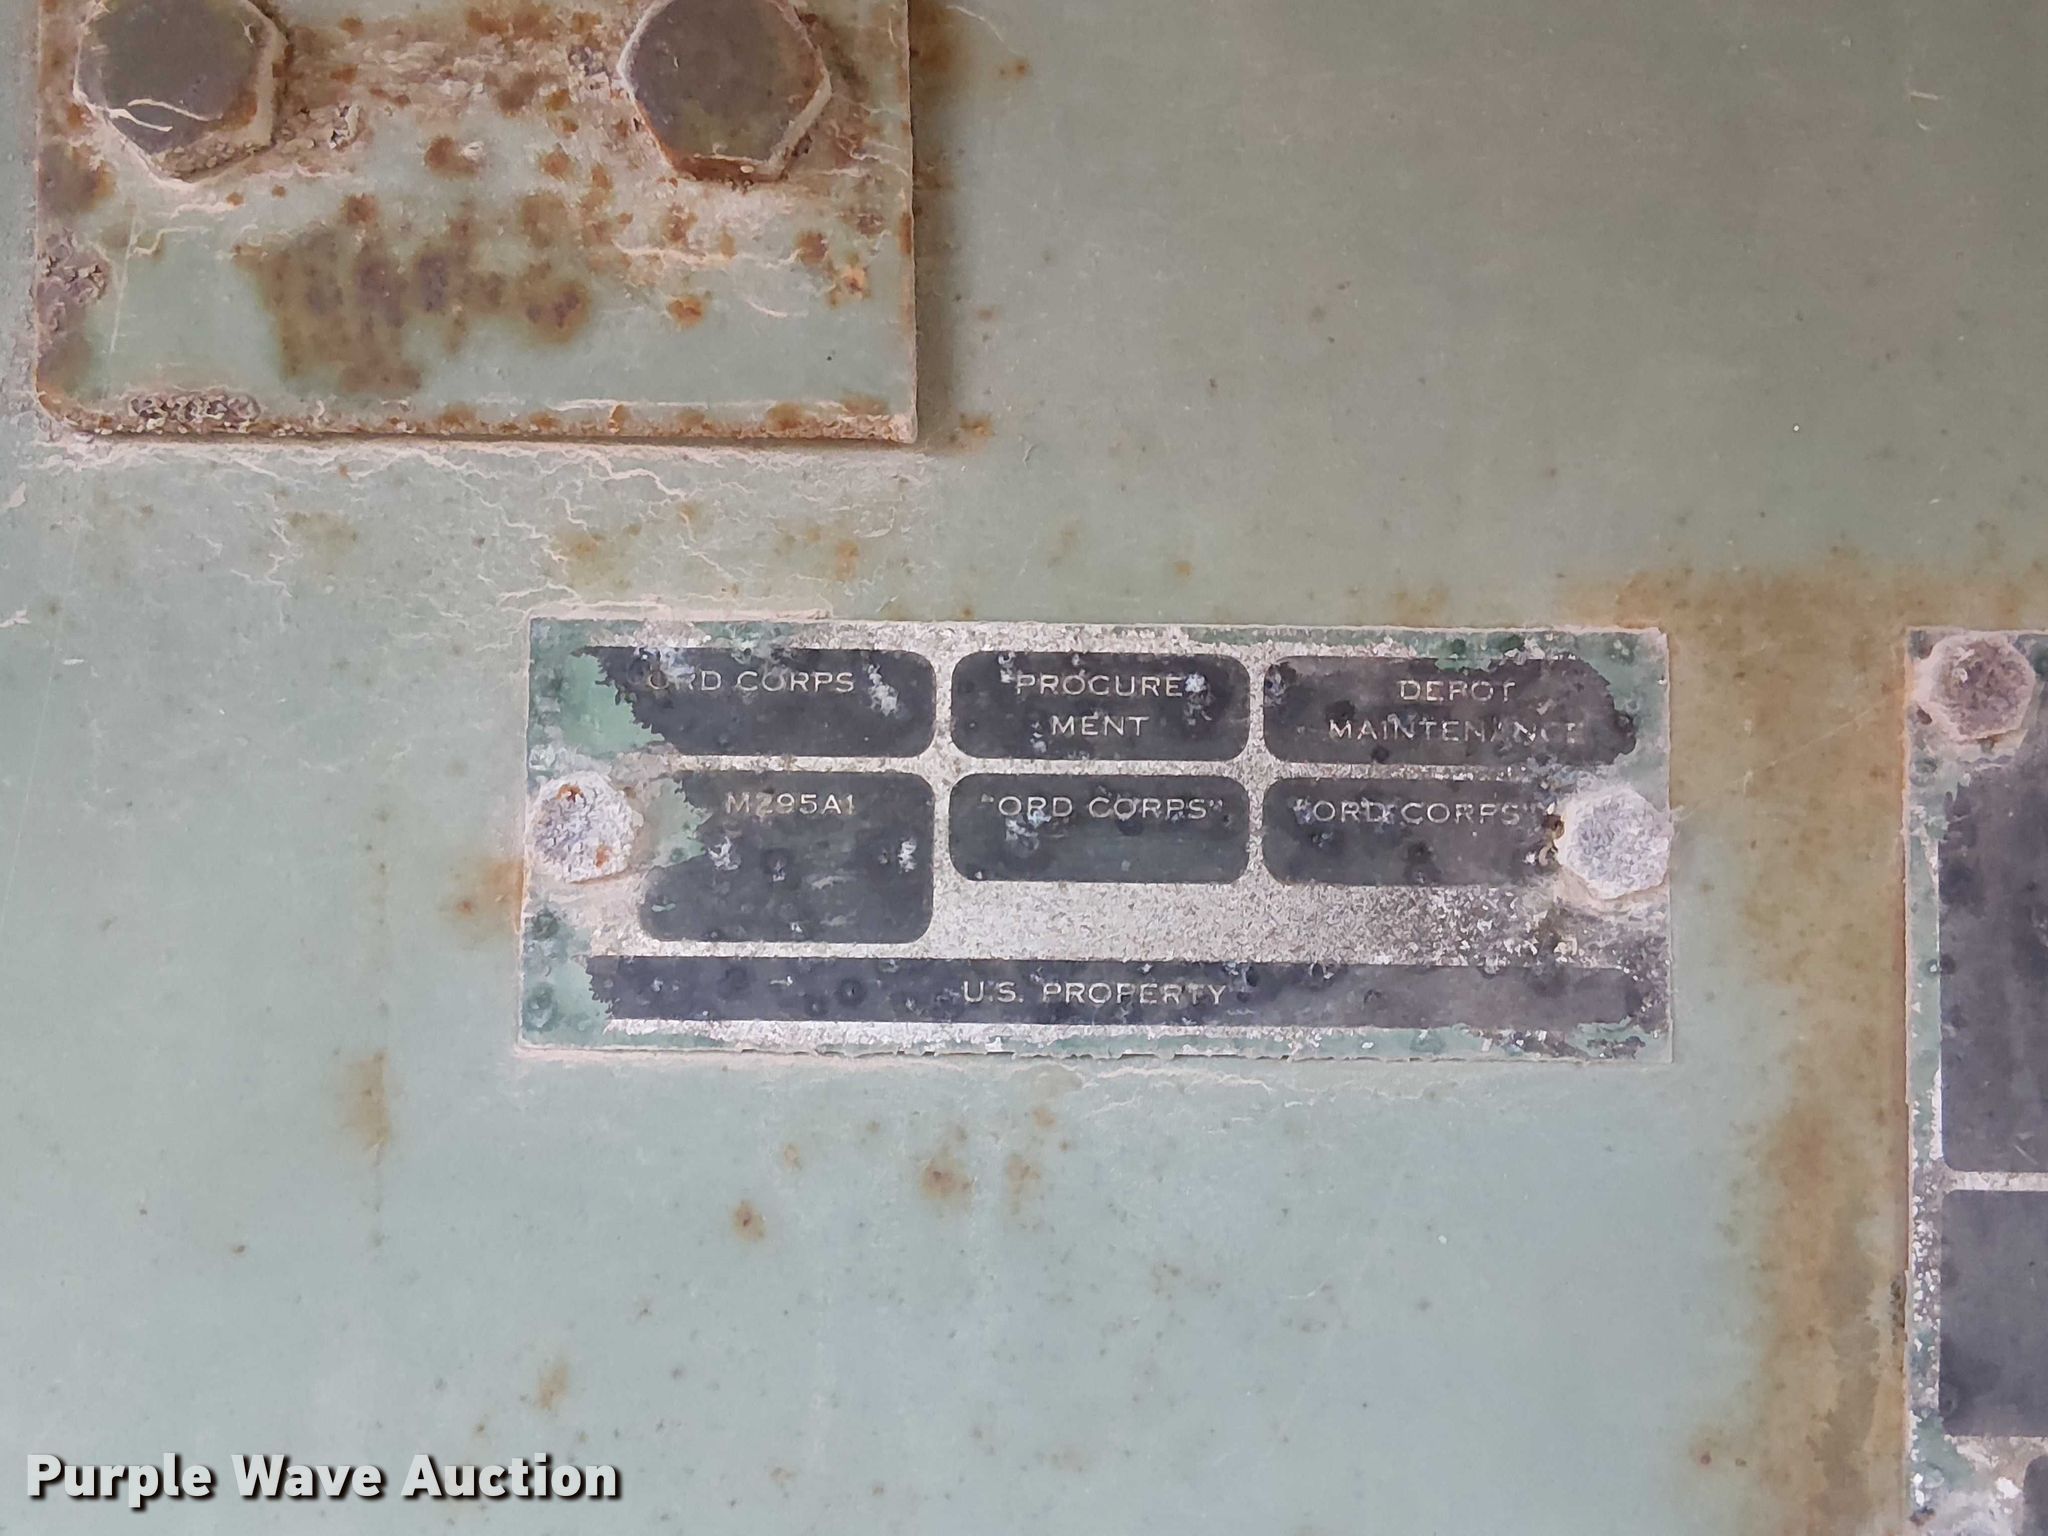 ORD CORPS
PROCURE
MENT
DEPOT
MAINTENANCE
M295A1
"ORD CORPS"
"ORD CORPS"
U.S. PROPERTY
Purple Wave Auction